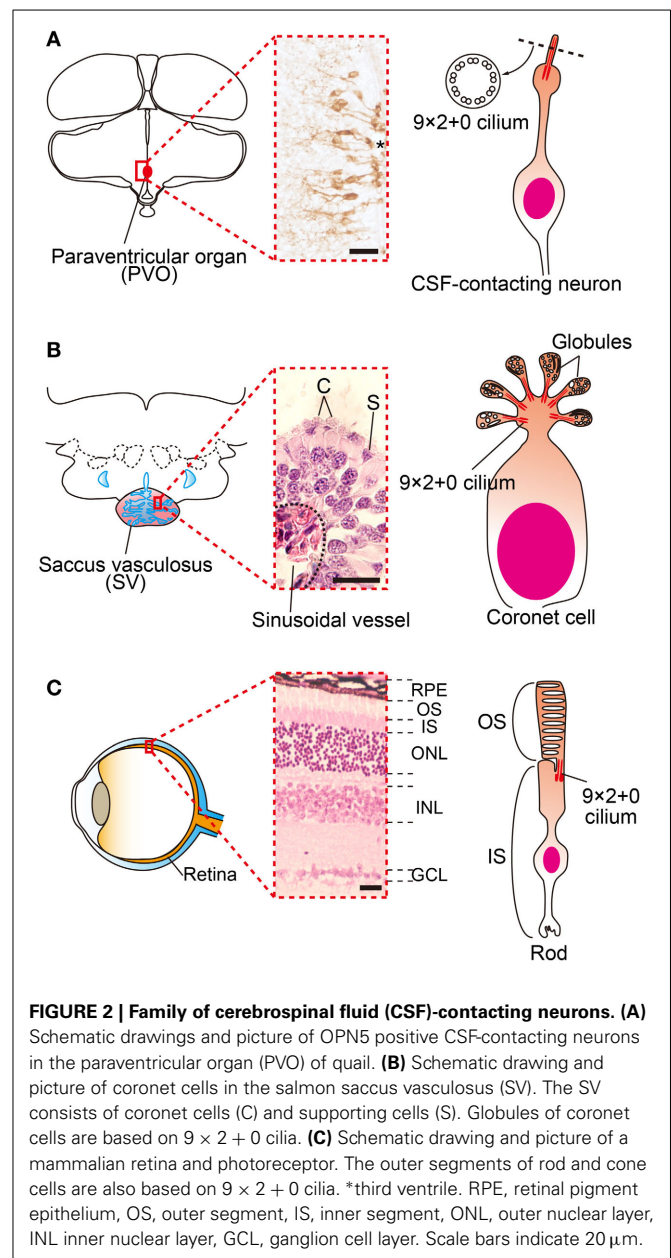 A
9×2+0 cilium
*
Paraventricular organ
(PVO)
CSF-contacting neuron
B
C
S
Globules
9×2+0 cilium
Saccus vasculosus
(SV)
Sinusoidal vessel
Coronet cell
C
RPE
OS
IS
ONL
INL
GCL
Retina
OS
9×2+0
cilium
IS
Rod
FIGURE 2 | Family of cerebrospinal fluid (CSF)-contacting neurons. (A)
Schematic drawings and picture of OPN5 positive CSF-contacting neurons
in the paraventricular organ (PVO) of quail. (B) Schematic drawing and
picture of coronet cells in the salmon saccus vasculosus (SV). The SV
consists of coronet cells (C) and supporting cells (S). Globules of coronet
cells are based on 9 × 2 + 0 cilia. (C) Schematic drawing and picture of a
mammalian retina and photoreceptor. The outer segments of rod and cone
cells are also based on 9 × 2 + 0 cilia. *third ventrile. RPE, retinal pigment
epithelium, OS, outer segment, IS, inner segment, ONL, outer nuclear layer,
INL inner nuclear layer, GCL, ganglion cell layer. Scale bars indicate 20 μm.